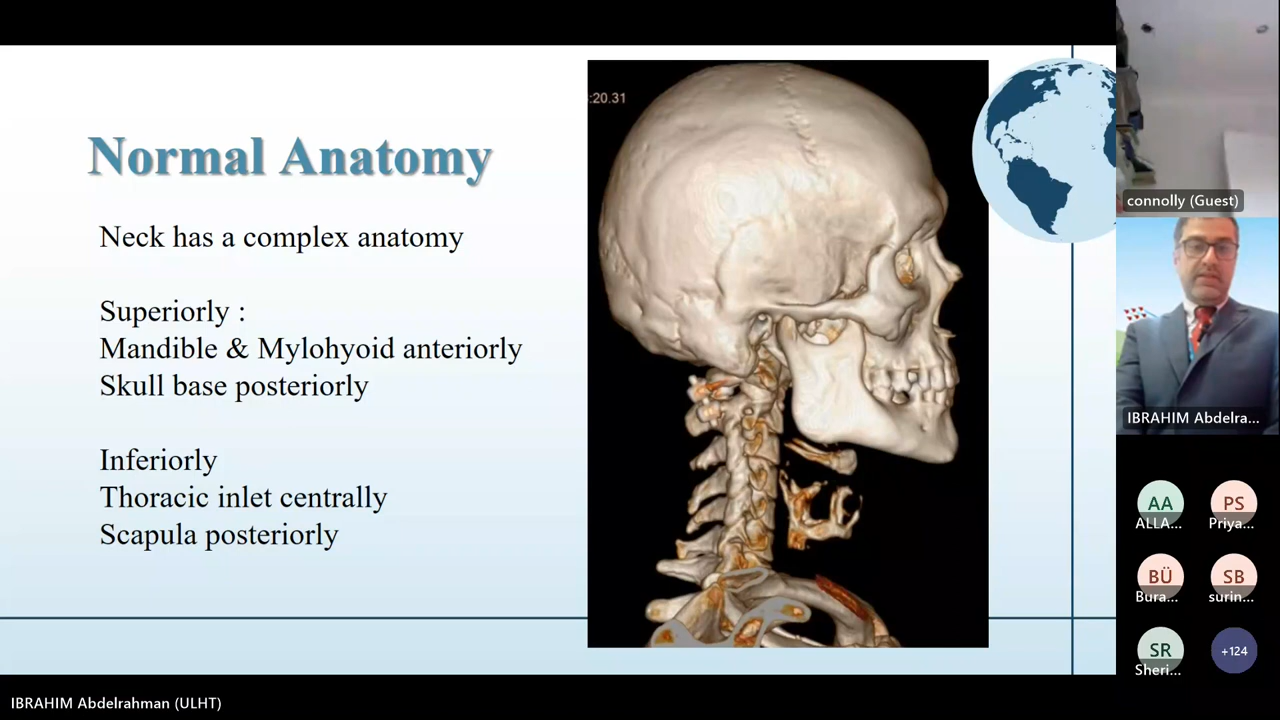 :20.31
Normal Anatomy
Neck has a complex anatomy
Superiorly :
Mandible & Mylohyoid anteriorly
Skull base posteriorly
Inferiorly
Thoracic inlet centrally
Scapula posteriorly
connolly (Guest)
IBRAHIM Abdelra...
AA
ALLA...
PS
Priya...
BÜ
Bura...
SB
surin...
SR
Sheri...
+124
IBRAHIM Abdelrahman (ULHT)